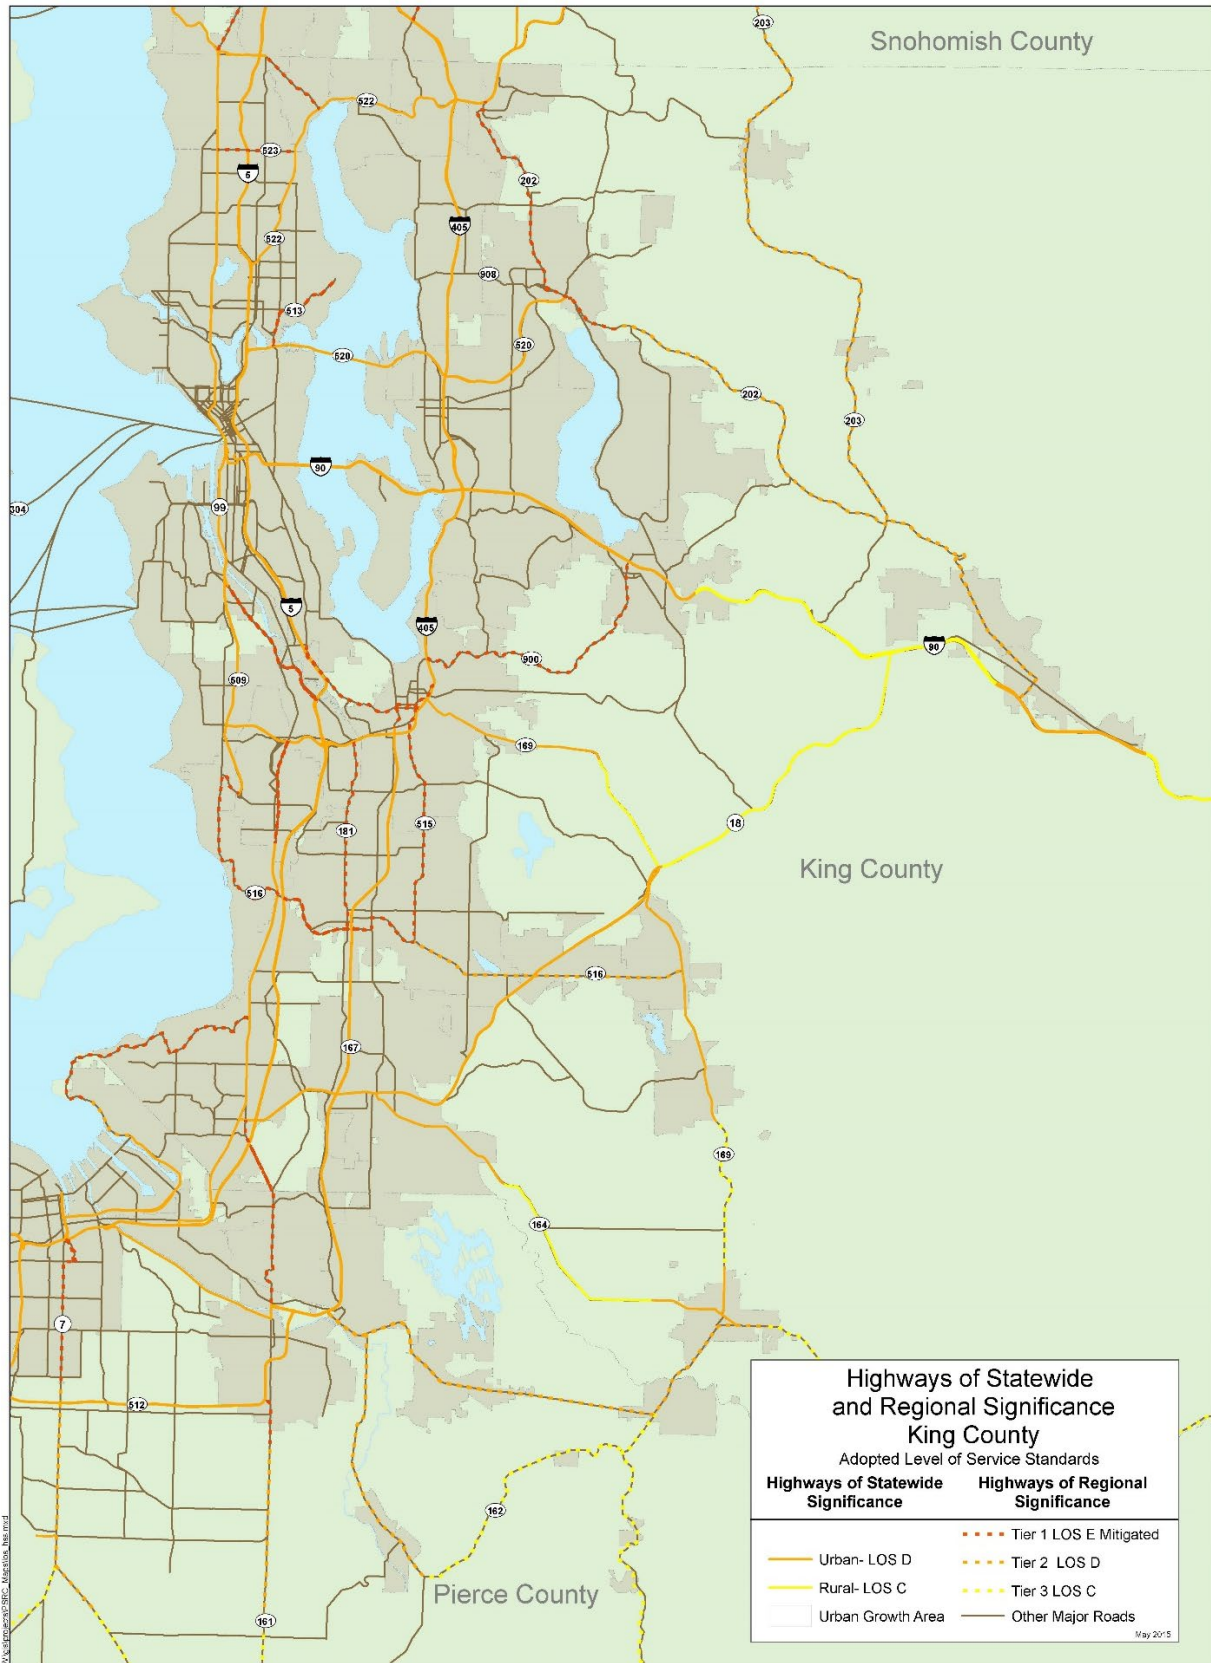 203
Snohomish County
522
523
5
202
405
522
908
513
520
520
202
203
90
99
304
5
405
900
90
509
169
18
181
515
King County
516
516
167
169
164
7
512
162
Pierce County
161
Highways of Statewide
and Regional Significance
King County
Adopted Level of Service Standards
Highways of Statewide
Significance
Highways of Regional
Significance
Tier 1 LOS E Mitigated
Urban- LOS D
Tier 2 LOS D
Rural- LOS C
Tier 3 LOS C
Urban Growth Area
Other Major Roads
May 2015